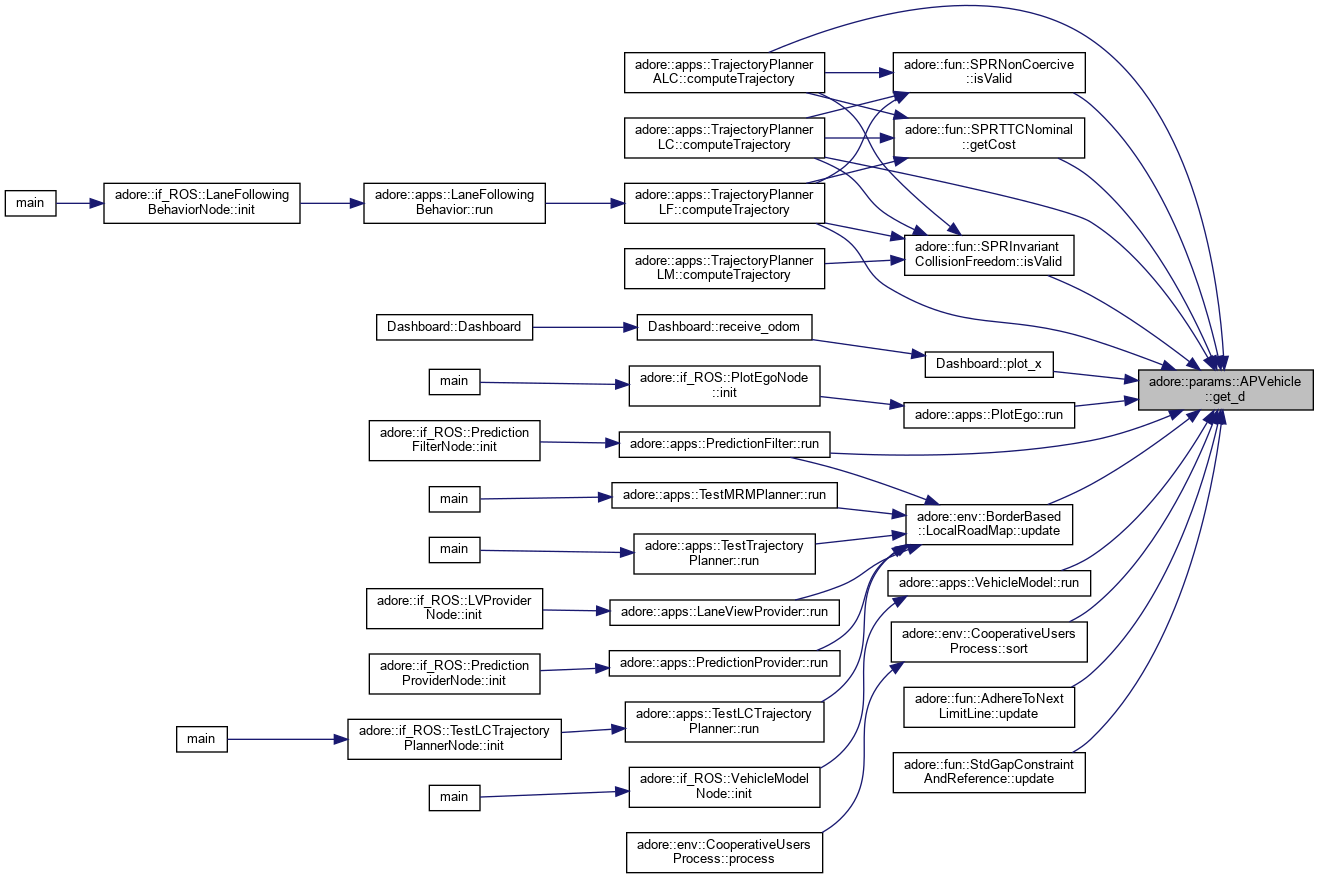 adore::apps::TrajectoryPlanner
ALC::computeTrajectory
adore::fun::SPRNonCoercive
::isValid
adore::apps::TrajectoryPlanner
LC::computeTrajectory
adore::fun::SPRTTCNominal
::getCost
main
adore::if_ROS::LaneFollowing
BehaviorNode::init
adore::apps::LaneFollowing
Behavior::run
adore::apps::TrajectoryPlanner
LF::computeTrajectory
adore::apps::TrajectoryPlanner
LM::computeTrajectory
adore::fun::SPRInvariant
CollisionFreedom::isValid
Dashboard::Dashboard
Dashboard::receive_odom
Dashboard::plot_x
adore::params::APVehicle
::get_d
main
adore::if_ROS::PlotEgoNode
::init
adore::apps::PlotEgo::run
adore::if_ROS::Prediction
FilterNode::init
adore::apps::PredictionFilter::run
main
adore::apps::TestMRMPlanner::run
adore::env::BorderBased
::LocalRoadMap::update
main
adore::apps::TestTrajectory
Planner::run
adore::apps::VehicleModel::run
adore::if_ROS::LVProvider
Node::init
adore::apps::LaneViewProvider::run
adore::env::CooperativeUsers
Process::sort
adore::if_ROS::Prediction
ProviderNode::init
adore::apps::PredictionProvider::run
adore::fun::AdhereToNext
LimitLine::update
main
adore::if_ROS::TestLCTrajectory
PlannerNode::init
adore::apps::TestLCTrajectory
Planner::run
adore::fun::StdGapConstraint
AndReference::update
main
adore::if_ROS::VehicleModel
Node::init
adore::env::CooperativeUsers
Process::process